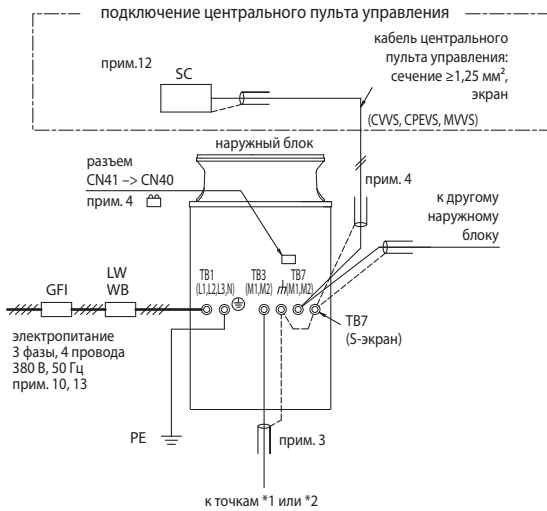 подключение центрального пульта управления
прим.12
SC
кабель центрального
пульта управления:
сечение ≥1,25 мм²,
экран
(CVVS, CPEVS, MVVS)
наружный блок
разъем
CN41 –> CN40
прим. 4
прим. 4
к другому
наружному
блоку
TB1
(L1,L2,L3,N)
TB3
(M1,M2)
TB7
(M1,M2)
GFI
LW
WB
TB7
(S-экран)
электропитание
3 фазы, 4 провода
380 В, 50 Гц
прим. 10, 13
PE
прим. 3
к точкам *1 или *2